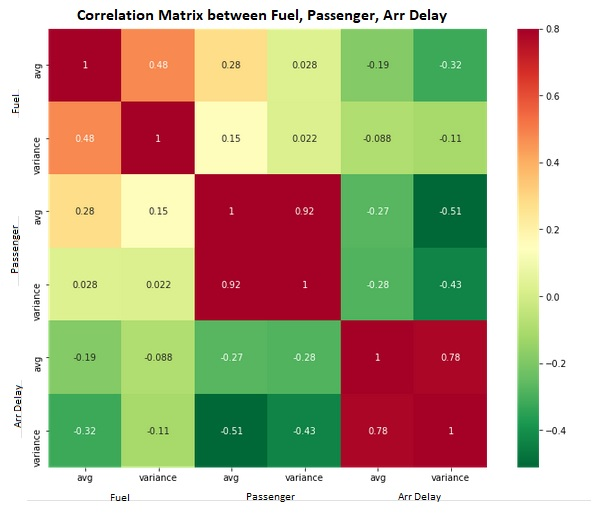 Correlation Matrix between Fuel, Passenger, Arr Delay
Fuel
avg
variance
Passenger
avg
variance
Arr Delay
avg
variance
1 0.48 0.28 0.028 -0.19 -0.32
0.48 1 0.15 0.022 -0.088 -0.11
0.28 0.15 1 0.92 -0.27 -0.51
0.028 0.022 0.92 1 -0.28 -0.43
-0.19 -0.088 -0.27 -0.28 1 0.78
-0.32 -0.11 -0.51 -0.43 0.78 1
avg variance avg variance avg variance
Fuel Passenger Arr Delay
0.8
0.6
0.4
0.2
0.0
-0.2
-0.4